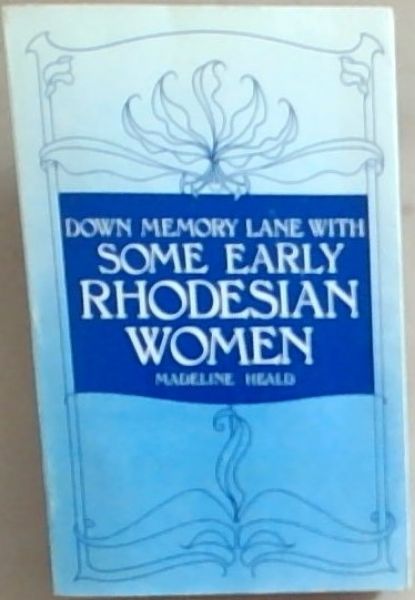 DOWN MEMORY LANE WITH
SOME EARLY
RHODESIAN
WOMEN
MADELINE HEALD